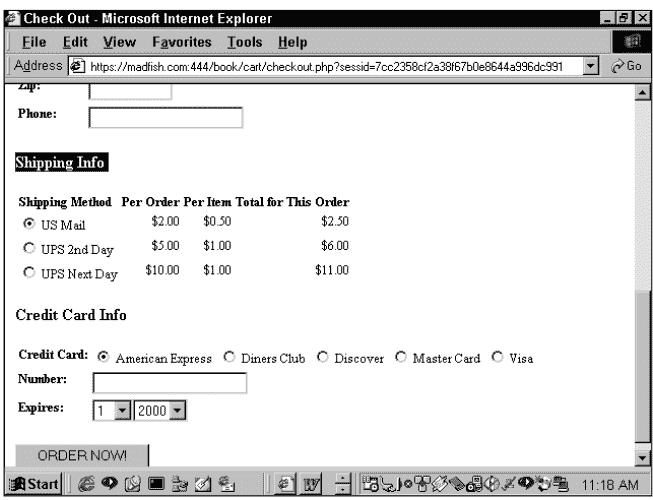 Check Out - Microsoft Internet Explorer
File Edit View Favorites Tools Help
Address https://madfish.com:444/book/cart/checkout.php?sessid=7cc2358cf2a38f67b0e8644a996dc991 Go
Zip:
Phone:
Shipping Info
Shipping Method Per Order Per Item Total for This Order
US Mail $2.00 $0.50 $2.50
UPS 2nd Day $5.00 $1.00 $6.00
UPS Next Day $10.00 $1.00 $11.00
Credit Card Info
Credit Card: American Express Diners Club Discover Master Card Visa
Number:
Expires: 1 2000
ORDER NOW!
Start 11:18 AM